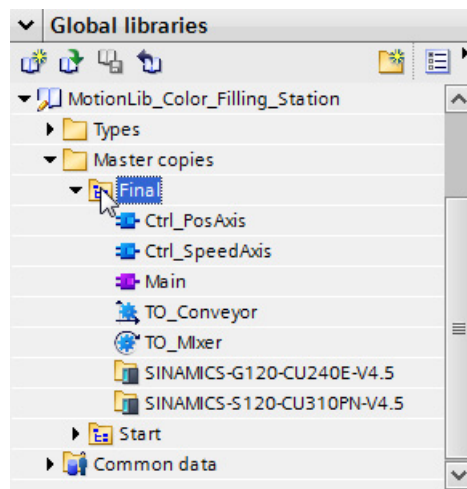 Global libraries
MotionLib_Color_Filling_Station
Types
Master copies
Final
Ctrl_PosAxis
Ctrl_SpeedAxis
Main
TO_Conveyor
TO_MIxer
SINAMICS-G120-CU240E-V4.5
SINAMICS-S120-CU310PN-V4.5
Start
Common data